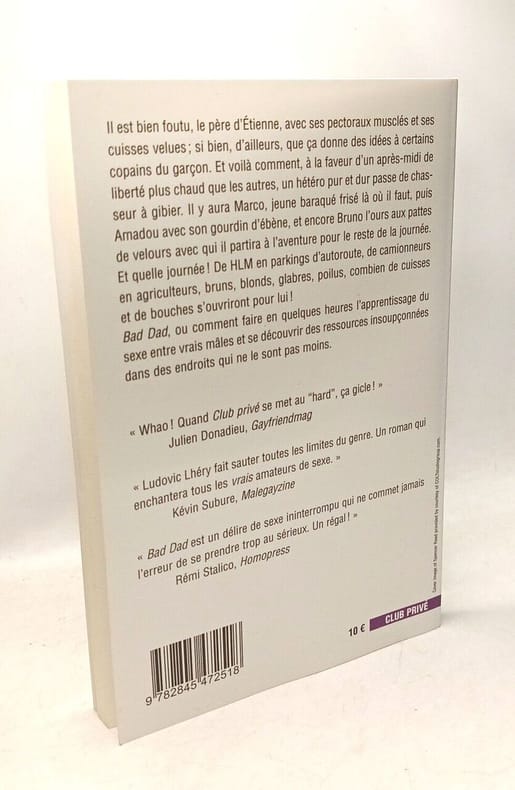 Il est bien foutu, le père d'Étienne, avec ses pectoraux musclés et ses
cuisses velues ; si bien, d'ailleurs, que ça donne des idées à certains
copains du garçon. Et voilà comment, à la faveur d'un après-midi de
liberté plus chaud que les autres, un hétéro pur et dur passe de chas-
seur à gibier. Il y aura Marco, jeune baraqué frisé là où il faut, puis
Amadou avec son gourdin d'ébène, et encore Bruno l'ours aux pattes
de velours avec qui il partira à l'aventure pour le reste de la journée.
Et quelle journée ! De HLM en parkings d'autoroute, de camionneurs
en agriculteurs, bruns, blonds, glabres, poilus, combien de cuisses
et de bouches s'ouvriront pour lui !
Bad Dad, ou comment faire en quelques heures l'apprentissage du
sexe entre vrais mâles et se découvrir des ressources insoupçonnées
dans des endroits qui ne le sont pas moins.
« Whao ! Quand Club privé se met au "hard", ça gicle ! »
Julien Donadieu, Gayfriendmag
« Ludovic Lhéry fait sauter toutes les limites du genre. Un roman qui
enchantera tous les vrais amateurs de sexe. »
Kévin Subure, Malegayzine
« Bad Dad est un délire de sexe ininterrompu qui ne commet jamais
l'erreur de se prendre trop au sérieux. Un régal ! »
Rémi Stalico, Homopress
10 € CLUB PRIVÉ
9 782845 472518